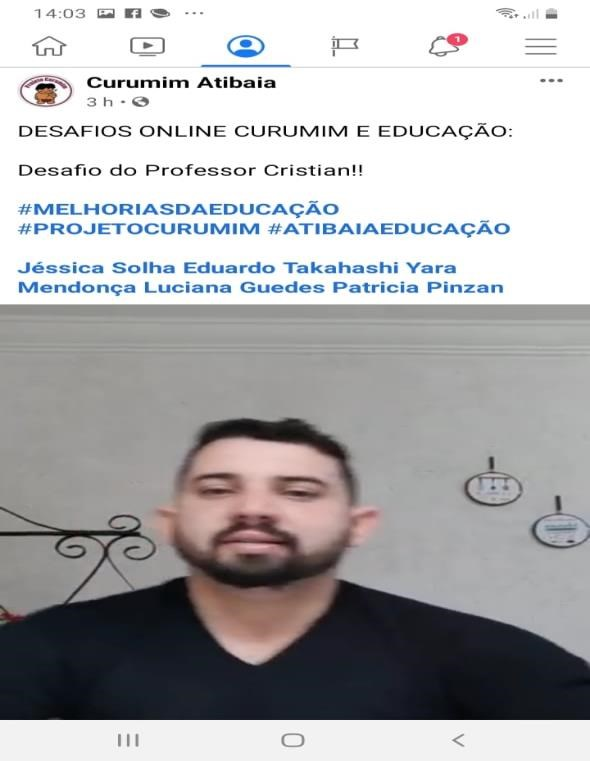 14:03
1
Curumim Atibaia
3 h
DESAFIOS ONLINE CURUMIM E EDUCAÇÃO:
Desafio do Professor Cristian!!
#MELHORIASDAEDUCAÇÃO
#PROJETOCURUMIM #ATIBAIAEDUCAÇÃO
Jéssica Solha Eduardo Takahashi Yara
Mendonça Luciana Guedes Patricia Pinzan